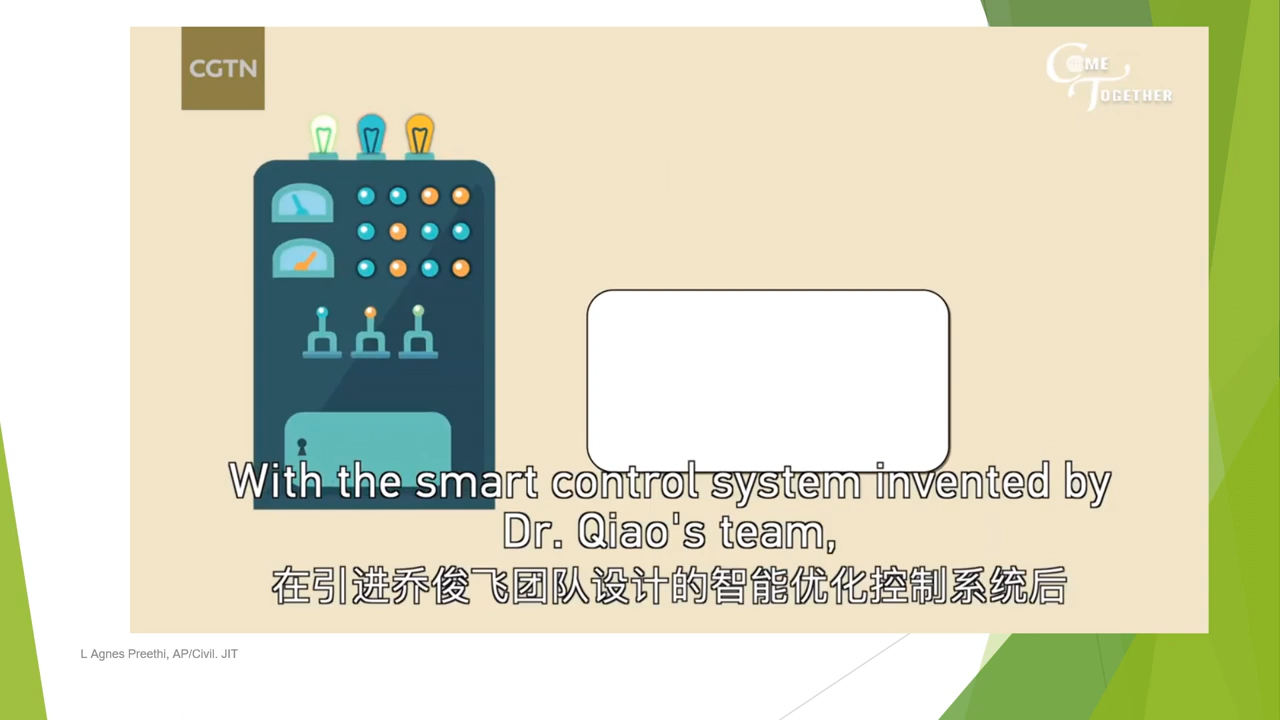 CGTN
COME
TOGETHER
With the smart control system invented by
Dr. Qiao's team,
在引进乔俊飞团队设计的智能优化控制系统后
L Agnes Preethi, AP/Civil. JIT